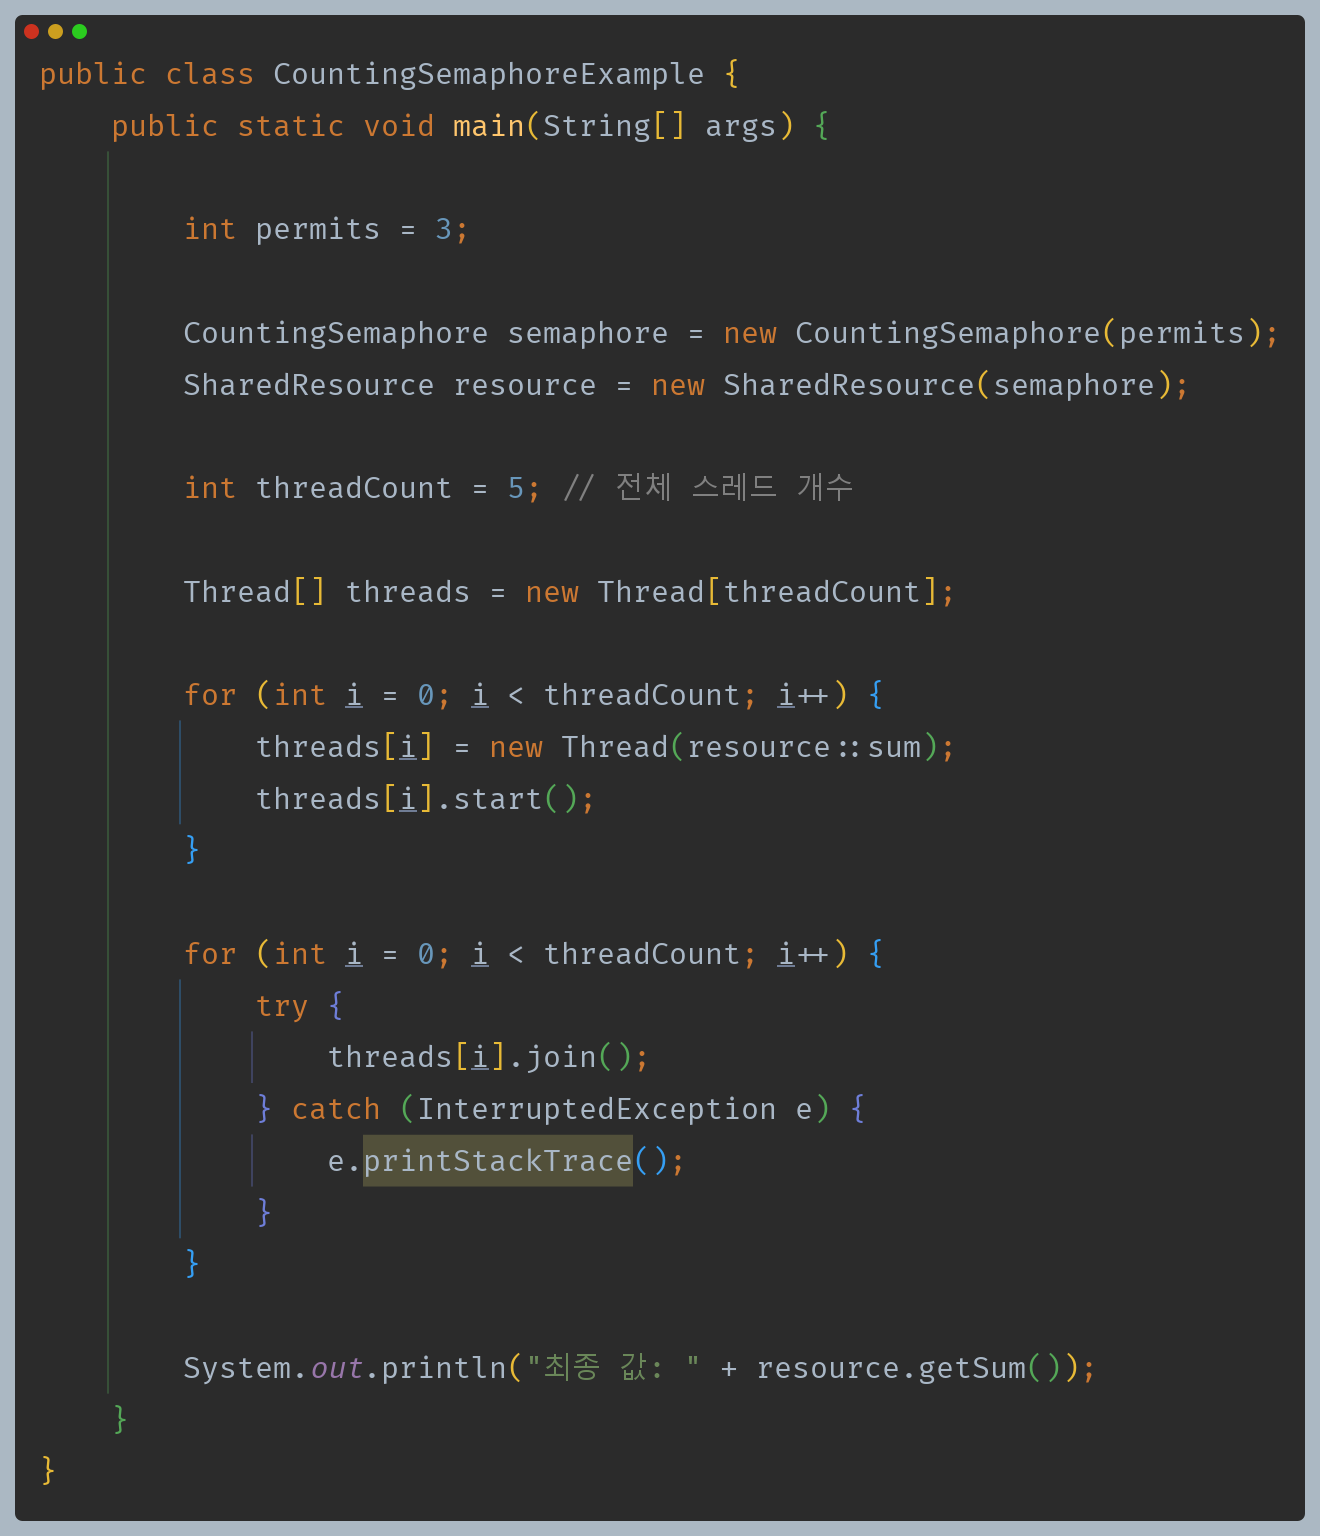 public class CountingSemaphoreExample {
    public static void main(String[] args) {

        int permits = 3;

        CountingSemaphore semaphore = new CountingSemaphore(permits);
        SharedResource resource = new SharedResource(semaphore);

        int threadCount = 5; // 전체 스레드 개수

        Thread[] threads = new Thread[threadCount];

        for (int i = 0; i < threadCount; i++) {
            threads[i] = new Thread(resource::sum);
            threads[i].start();
        }

        for (int i = 0; i < threadCount; i++) {
            try {
                threads[i].join();
            } catch (InterruptedException e) {
                e.printStackTrace();
            }
        }

        System.out.println("최종 값: " + resource.getSum());
    }
}